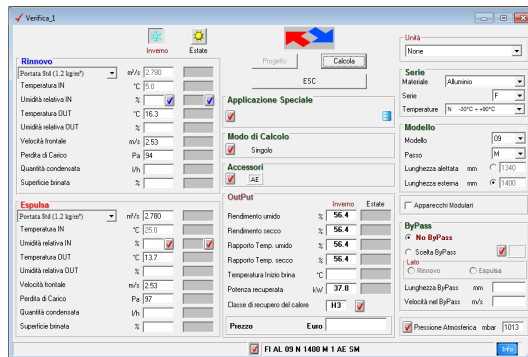 Verifica_1
Inverno Estate
Rinnovo
Portata Std (1.2 kg/m³) m³/s 2.780
Temperatura IN °C 5.0
Umidità relativa IN %
Temperatura OUT °C 16.3
Umidità relativa OUT %
Velocità frontale m/s 2.53
Perdita di Carico Pa 94
Quantità condensata l/h
Superficie brinata %
Espulsa
Portata Std (1.2 kg/m³) m³/s 2.780
Temperatura IN °C 25.0
Umidità relativa IN %
Temperatura OUT °C 13.7
Umidità relativa OUT %
Velocità frontale m/s 2.53
Perdita di Carico Pa 97
Quantità condensata l/h
Superficie brinata %
Progetto Calcola
ESC
Applicazione Speciale
Modo di Calcolo
Singolo
Accessori
AE
OutPut
Inverno Estate
Rendimento umido % 56.4
Rendimento secco % 56.4
Rapporto Temp. umido % 56.4
Rapporto Temp. secco % 56.4
Temperatura Inizio brina °C
Potenza recuperata kW 37.8
Classe di recupero del calore H3
Prezzo Euro
Unità
None
Serie
Materiale Alluminio
Serie F
Temperature N -30°C ÷ +90°C
Modello
Modello 09
Passo M
Lunghezza alettata mm 1340
Lunghezza esterna mm 1400
Apparecchi Modulari
ByPass
No ByPass
Scelta ByPass mm
Lato
Rinnovo Espulsa
Lunghezza ByPass mm
Velocità nel ByPass m/s
Pressione Atmosferica mbar 1013
FI AL 09 N 1400 M 1 AE SM
Info